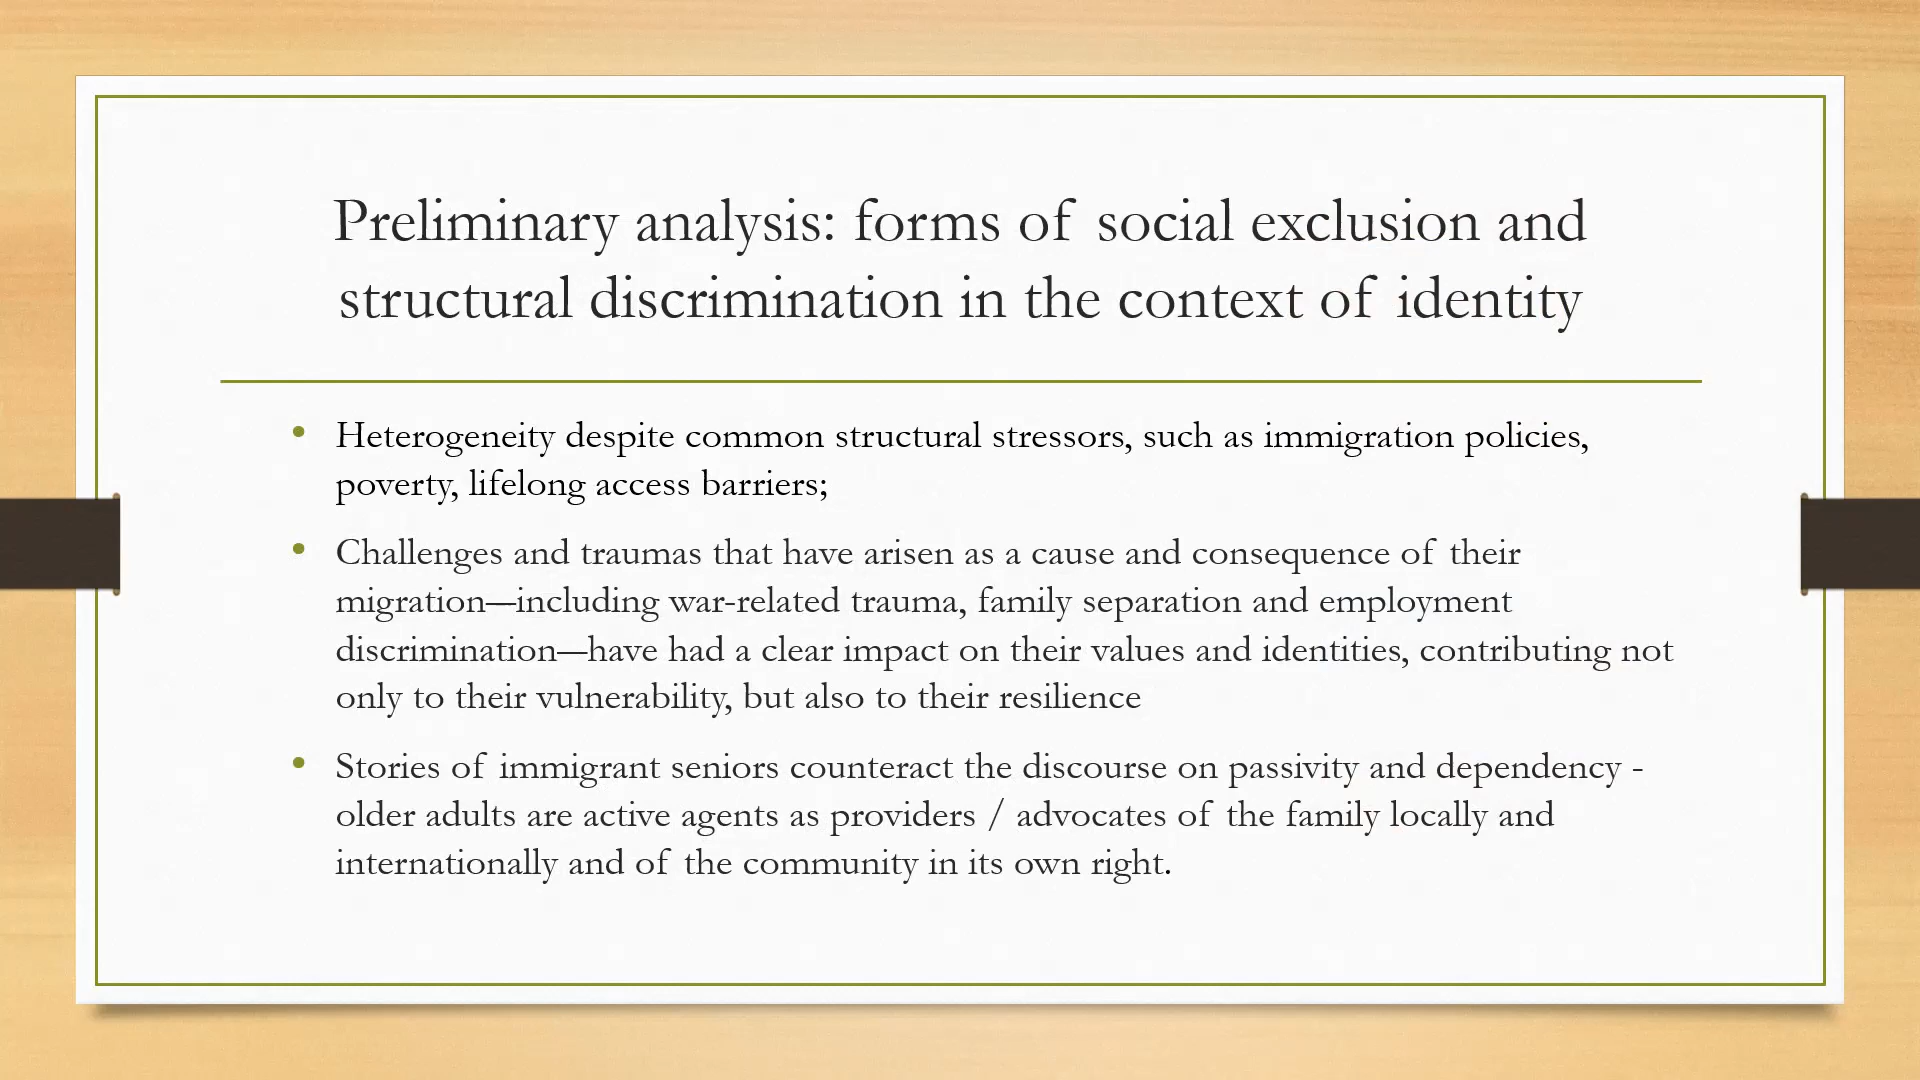 Preliminary analysis: forms of social exclusion and
structural discrimination in the context of identity
• Heterogeneity despite common structural stressors, such as immigration policies,
poverty, lifelong access barriers;
• Challenges and traumas that have arisen as a cause and consequence of their
migration—including war-related trauma, family separation and employment
discrimination—have had a clear impact on their values and identities, contributing not
only to their vulnerability, but also to their resilience
• Stories of immigrant seniors counteract the discourse on passivity and dependency -
older adults are active agents as providers / advocates of the family locally and
internationally and of the community in its own right.